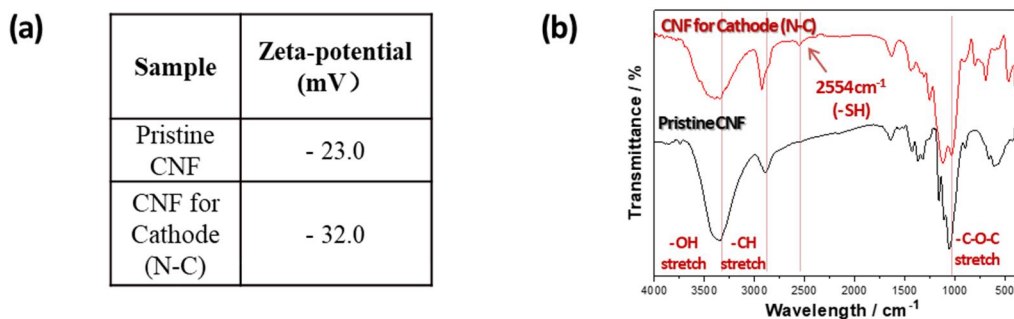 (a)
Sample
Zeta-potential
(mV)
Pristine
CNF
- 23.0
CNF for
Cathode
(N-C)
- 32.0
(b)
CNF for Cathode (N-C)
2554cm-1
(-SH)
Pristine CNF
-OH
stretch
-CH
stretch
-C-O-C
stretch
Transmittance / %
4000
3500
3000
2500
2000
1500
1000
500
Wavelength / cm-1